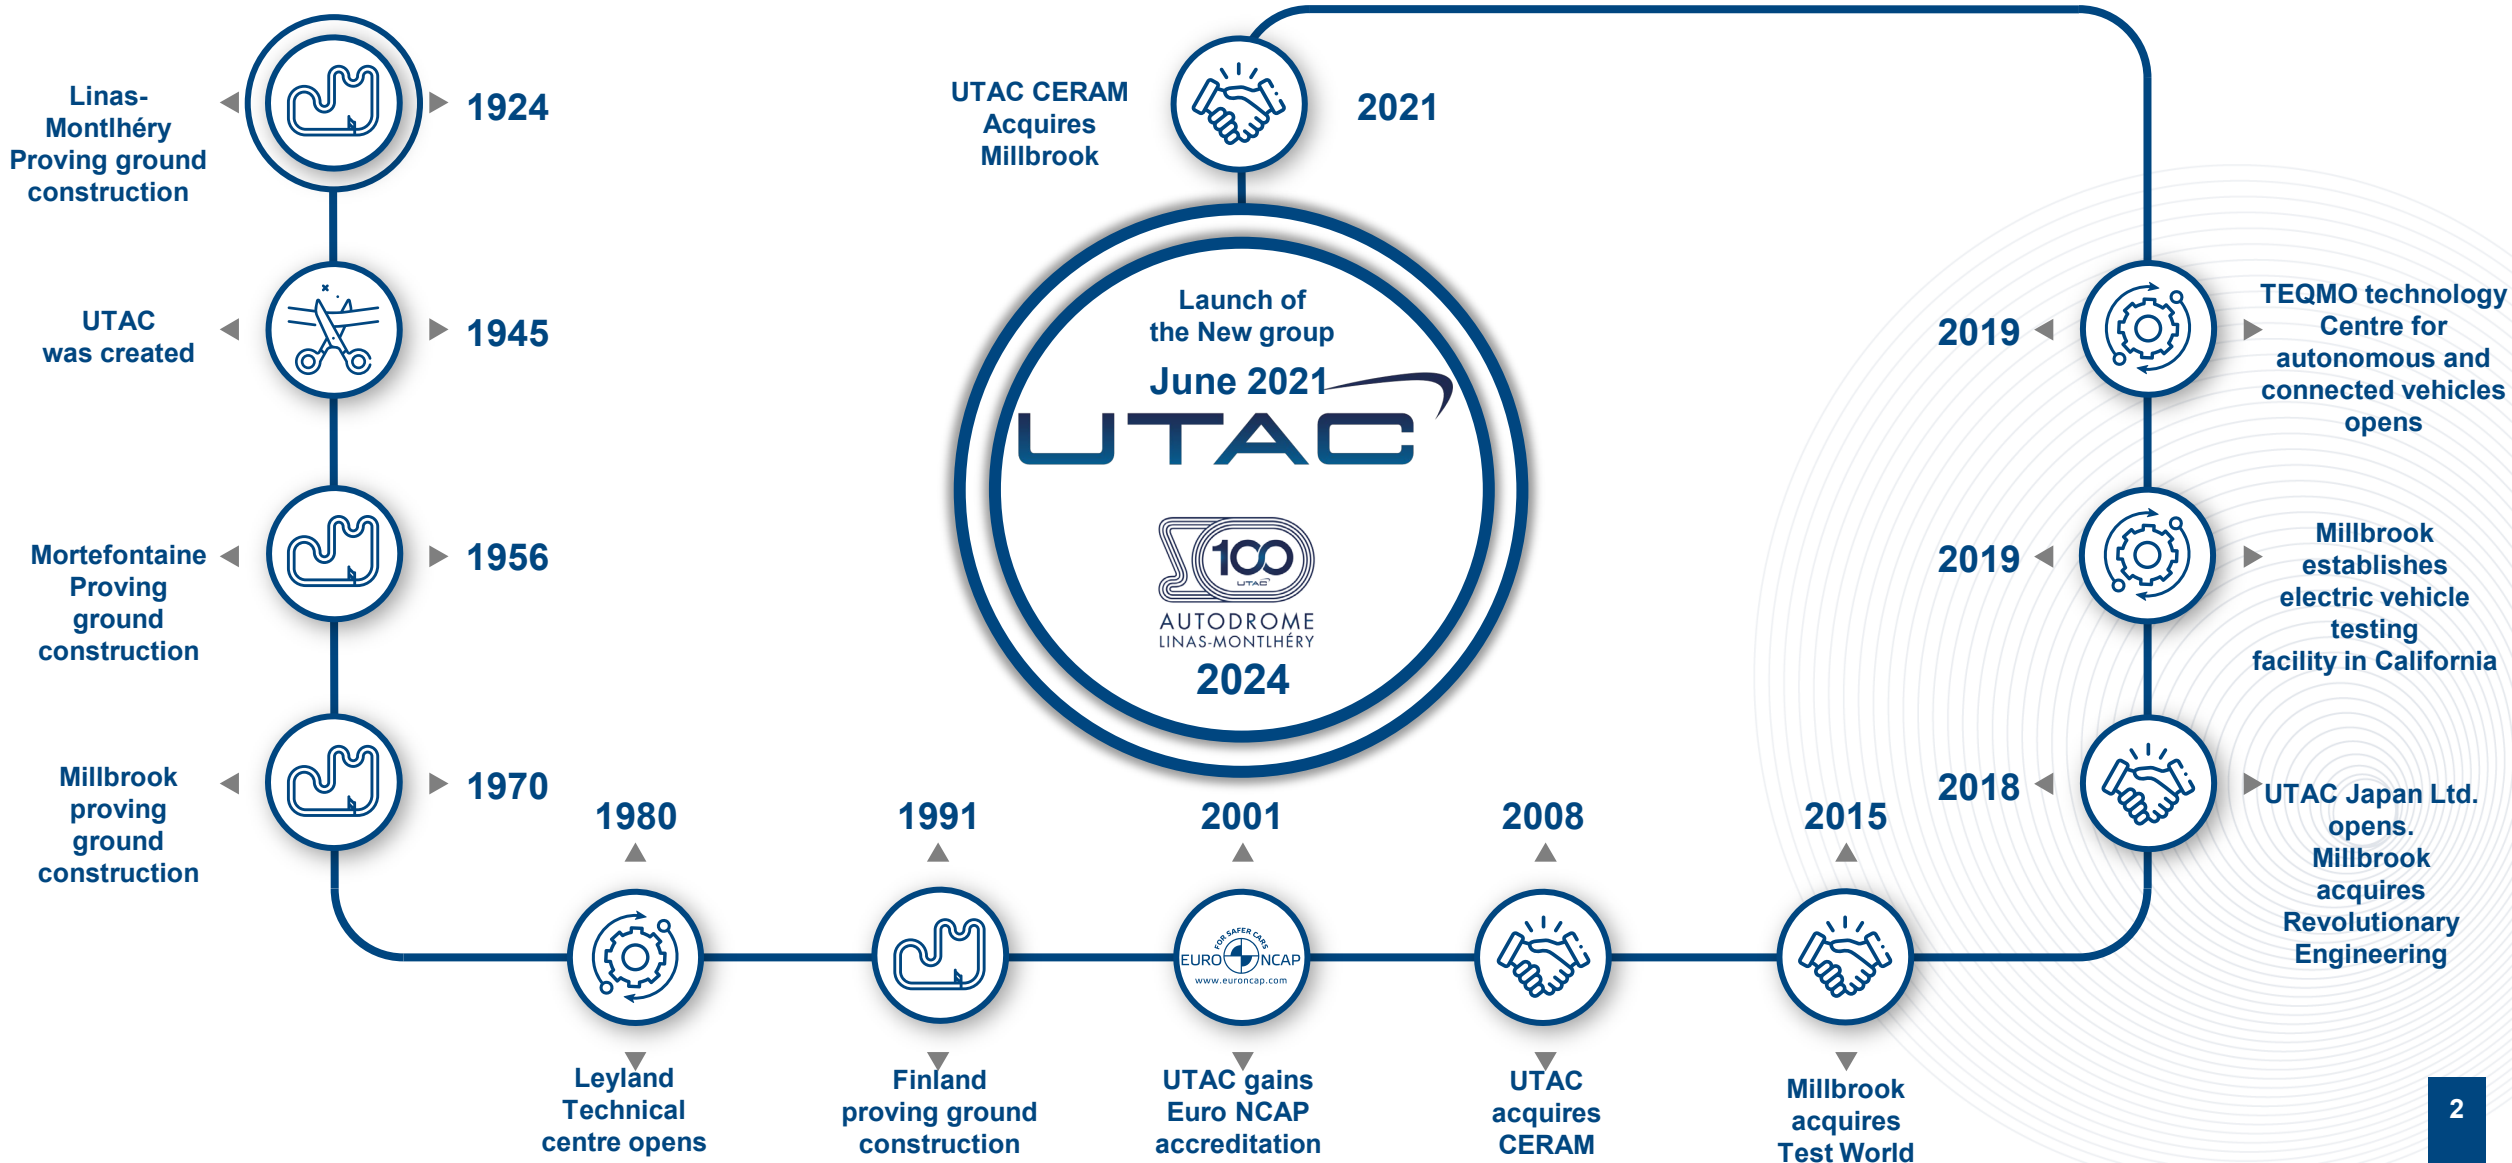 Linas-
Montlhéry
Proving ground
construction
1924
UTAC
was created
1945
Mortefontaine
Proving
ground
construction
1956
Millbrook
proving
ground
construction
1970
1980
Leyland
Technical
centre opens
1991
Finland
proving ground
construction
2001
FOR SAFER CARS
EURO NCAP
www.euroncap.com
UTAC gains
Euro NCAP
accreditation
2008
UTAC
acquires
CERAM
2015
Millbrook
acquires
Test World
2018
UTAC Japan Ltd.
opens.
Millbrook
acquires
Revolutionary
Engineering
2019
Millbrook
establishes
electric vehicle
testing
facility in California
2019
TEQMO technology
Centre for
autonomous and
connected vehicles
opens
UTAC CERAM
Acquires
Millbrook
2021
Launch of
the New group
June 2021
UTAC
100
UTAC
AUTODROME
LINAS-MONTLHÉRY
2024
2